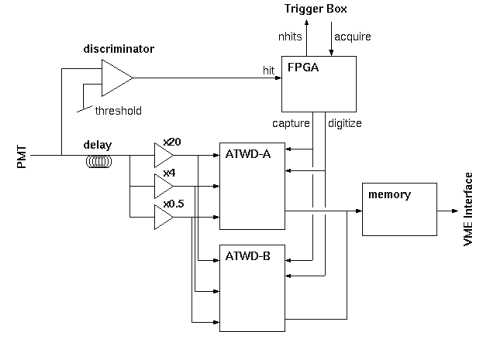 Trigger Box
nhits
acquire
discriminator
FPGA
hit
threshold
capture
digitize
delay
x20
ATWD-A
PMT
x4
memory
x0.5
VME Interface
ATWD-B